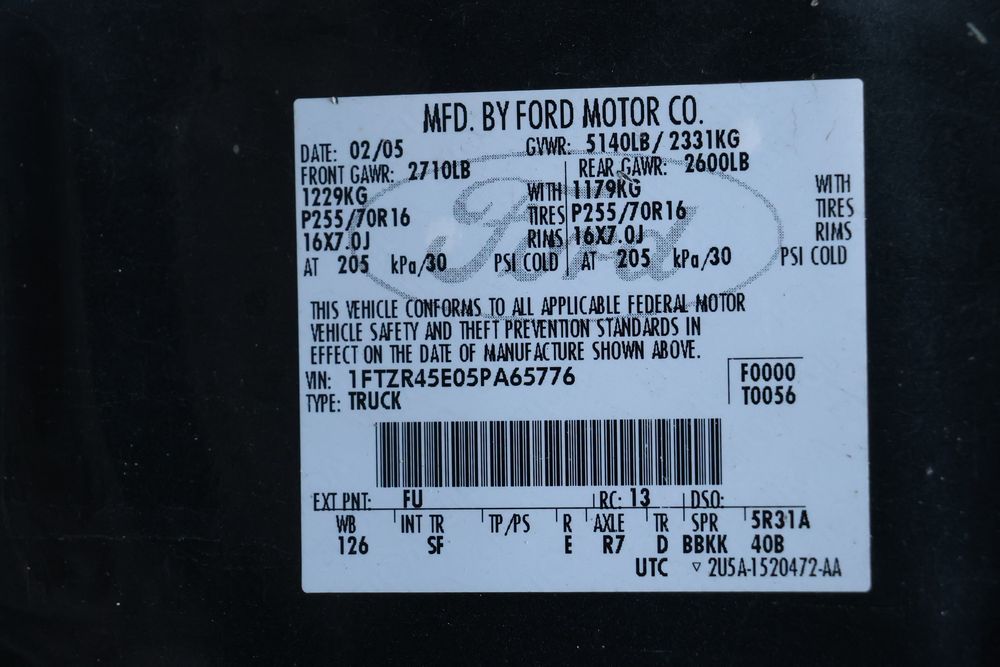 MFD. BY FORD MOTOR CO.
DATE: 02/05 GVWR: 5140LB/ 2331KG
FRONT GAWR: 2710LB REAR GAWR: 2600LB
1229KG WITH 1179KG WITH
P255/70R16 TIRES P255/70R16 TIRES
16X7.0J RIMS 16X7.0J RIMS
AT 205 kPa/30 PSI COLD AT 205 kPa/30 PSI COLD
Ford
THIS VEHICLE CONFORMS TO ALL APPLICABLE FEDERAL MOTOR
VEHICLE SAFETY AND THEFT PREVENTION STANDARDS IN
EFFECT ON THE DATE OF MANUFACTURE SHOWN ABOVE.
VIN: 1FTZR45E05PA65776 F0000
TYPE: TRUCK T0056
EXT PNT: FU RC: 13 DSO:
WB INT TR TP/PS R AXLE TR SPR 5R31A
126 SF E R7 D BBKK 40B
UTC ▽ 2U5A-1520472-AA